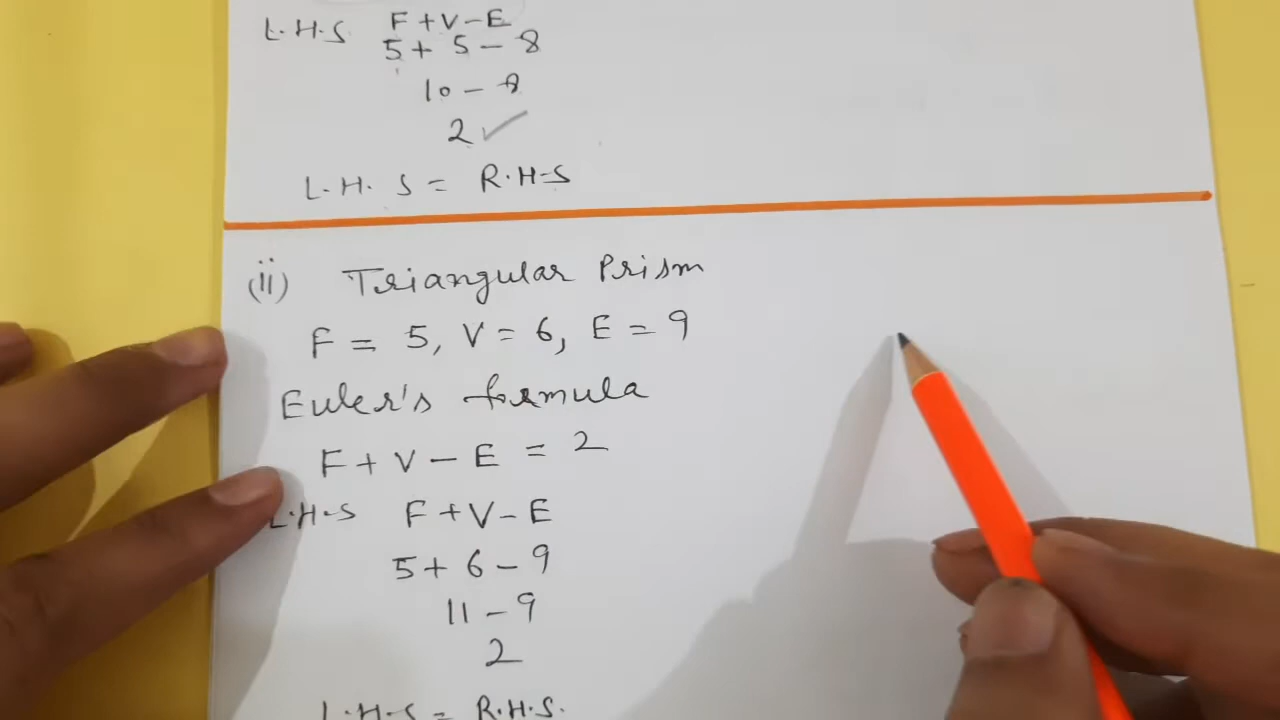 L.H.S F+V-E
5+ 5-8
10-8
2✓
L.H.S = R.H.S
(ii) Triangular Prism
F = 5, V = 6, E = 9
Euler's formula
F+V-E = 2
L.H.S F+V-E
5+6-9
11-9
2
L.H.S = R.H.S.